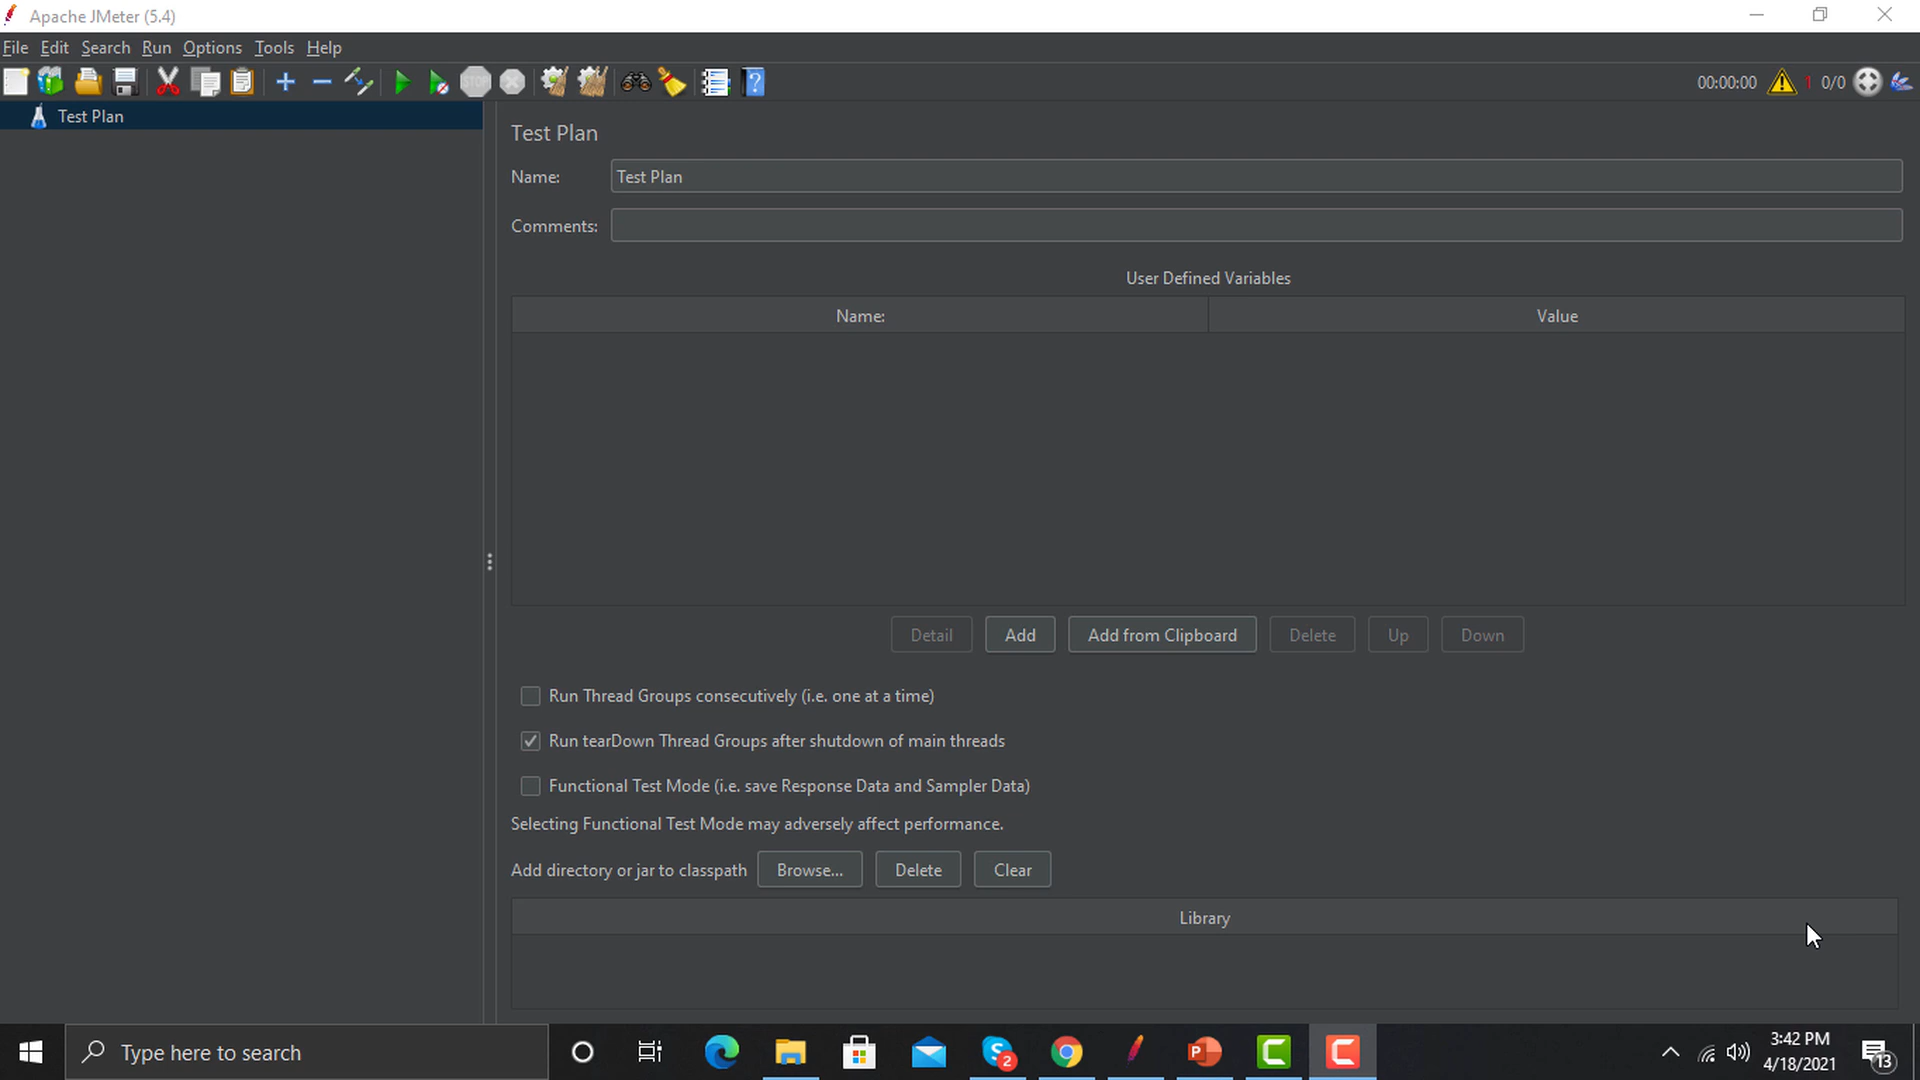 Apache JMeter (5.4)
File Edit Search Run Options Tools Help
STOP ? 00:00:00 1 0/0
Test Plan
Test Plan
Name: Test Plan
Comments:
User Defined Variables
Name: Value
Detail Add Add from Clipboard Delete Up Down
Run Thread Groups consecutively (i.e. one at a time)
Run tearDown Thread Groups after shutdown of main threads
Functional Test Mode (i.e. save Response Data and Sampler Data)
Selecting Functional Test Mode may adversely affect performance.
Add directory or jar to classpath Browse... Delete Clear
Library
Type here to search S 2 P C C 3:42 PM
4/18/2021 13